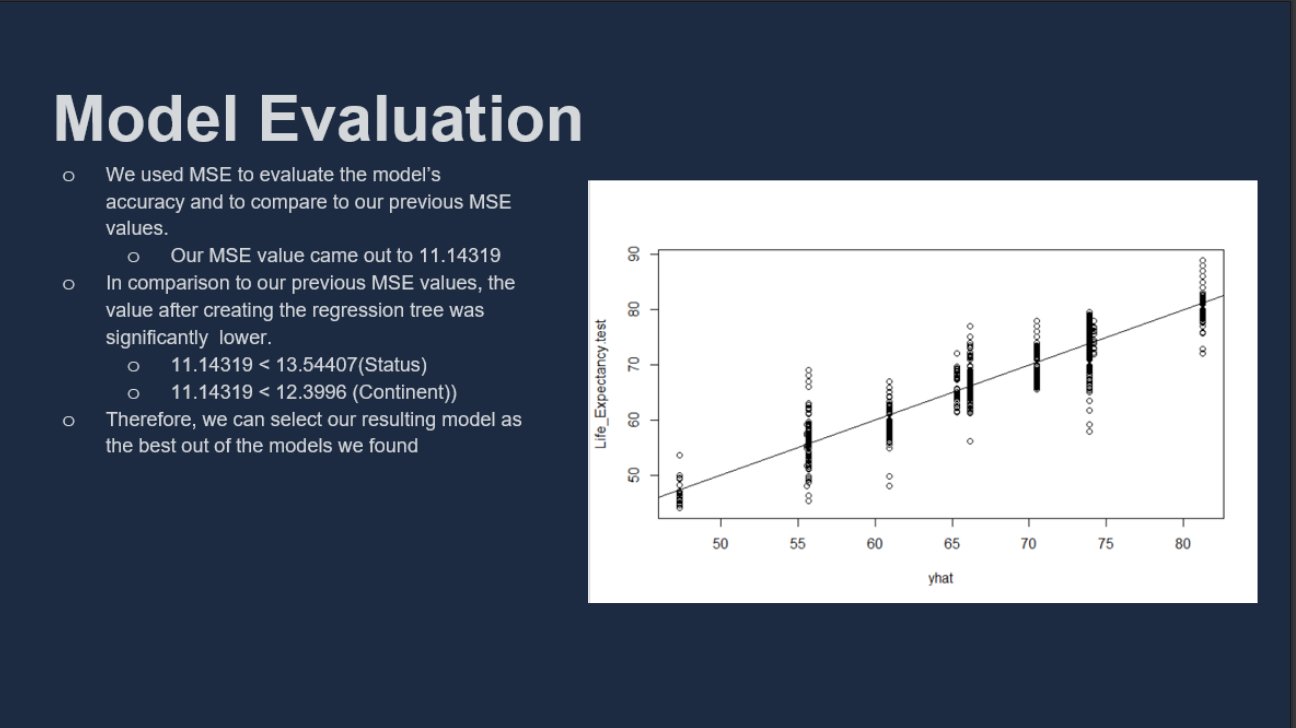 Model Evaluation
o We used MSE to evaluate the model’s
accuracy and to compare to our previous MSE
values.
o Our MSE value came out to 11.14319
o In comparison to our previous MSE values, the
value after creating the regression tree was
significantly  lower.
o 11.14319 < 13.54407(Status)
o 11.14319 < 12.3996 (Continent))
o Therefore, we can select our resulting model as
the best out of the models we found
Life_Expectancy.test
90
80
70
60
50
50 55 60 65 70 75 80
yhat